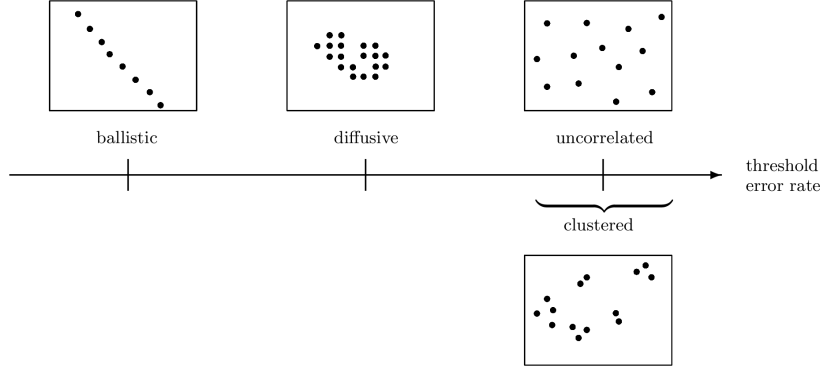 ballistic
diffusive
uncorrelated
threshold
error rate
clustered